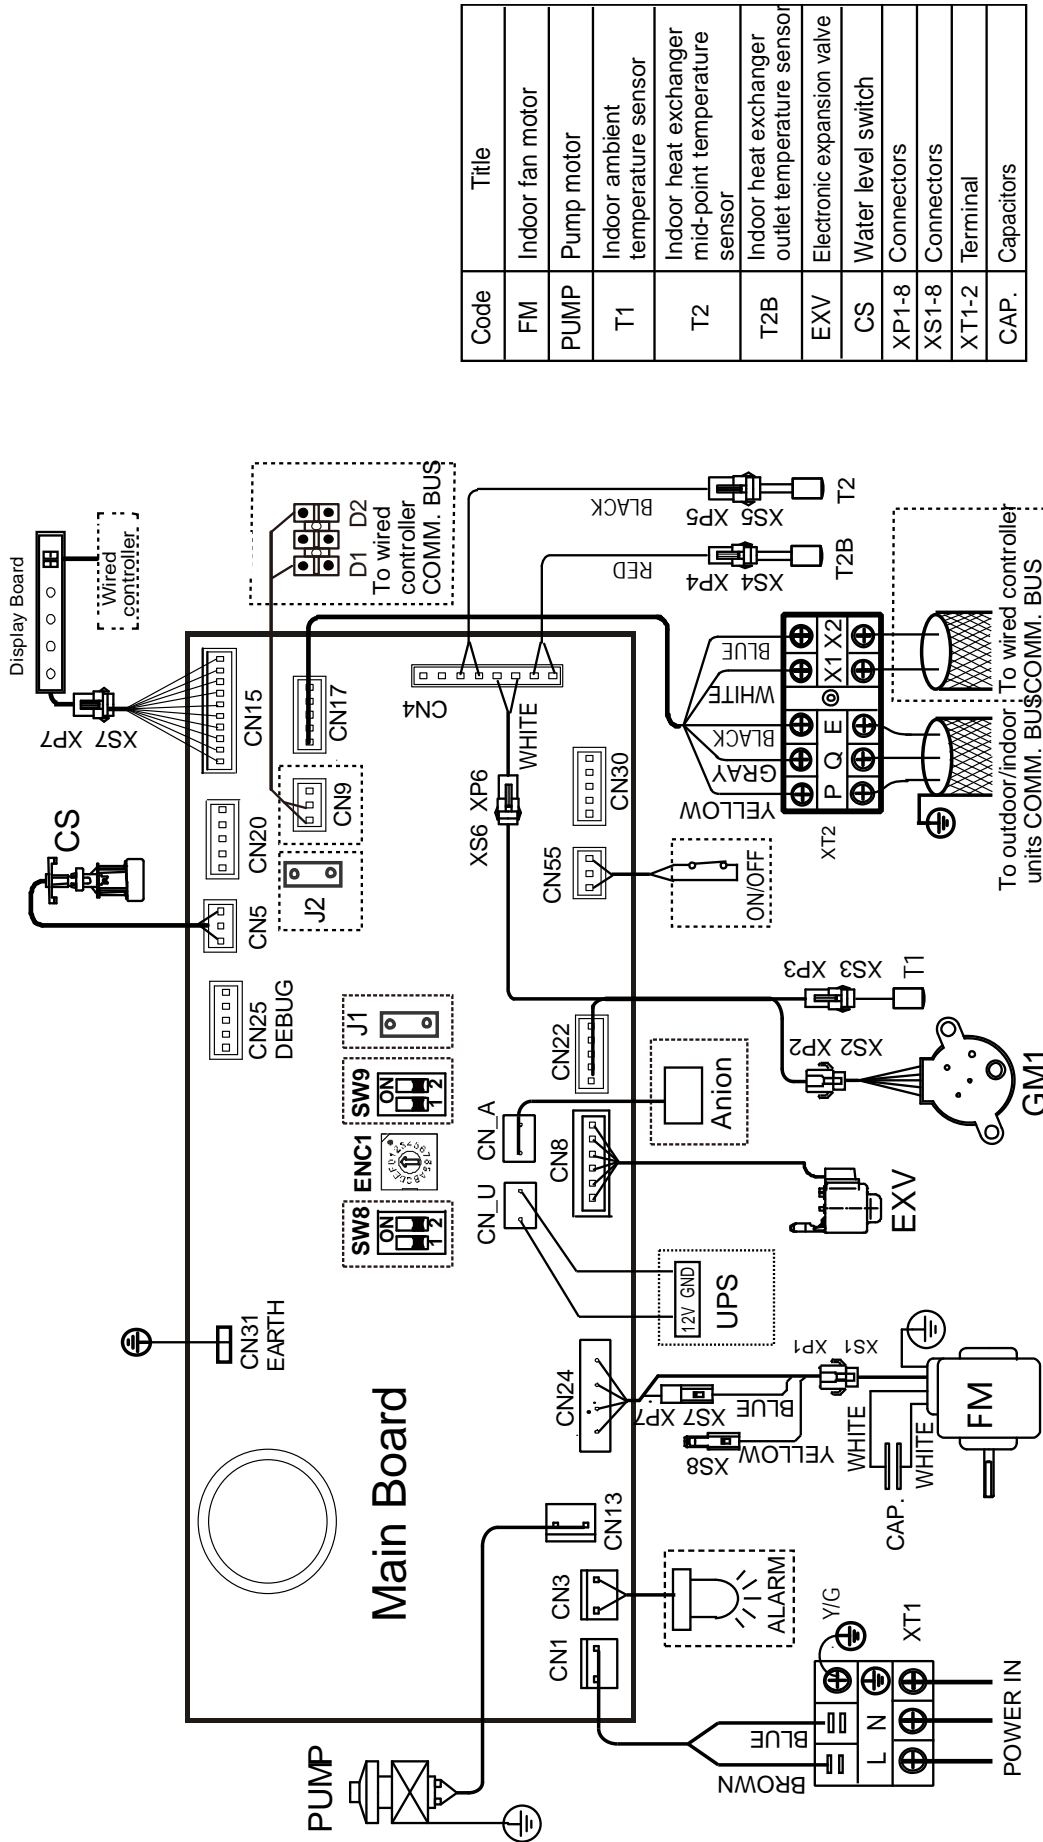 Display Board
Wired
controller
XP7 XS7
CN15
CS
CN20
CN5
CN25
DEBUG
CN31
EARTH
CN9
J2
CN17
D1 D2
To wired
controller
COMM. BUS
J1
SW9
ON
1 2
ENC1
SW8
ON
1 2
Main Board
PUMP
CN4
WHITE
XS6 XP6
CN30
CN55
ON/OFF
CN22
CN_A
Anion
CN8
EXV
CN_U
12V GND
UPS
CN24
XP7 XS7
BLUE
XS8
YELLOW
XP1 XS1
WHITE
WHITE
CAP.
FM
CN13
CN3
ALARM
CN1
BROWN
BLUE
Y/G
L N
XT1
POWER IN
XP3 XS3
T1
XP2 XS2
GM1
BLACK
XP5 XS5
T2
RED
XP4 XS4
T2B
YELLOW
GRAY
BLACK
WHITE
BLUE
P Q E X1 X2
XT2
To outdoor/indoor
units COMM. BUS
To wired controller
COMM. BUS
Code Title
FM Indoor fan motor
PUMP Pump motor
T1 Indoor ambient
temperature sensor
T2 Indoor heat exchanger
mid-point temperature
sensor
T2B Indoor heat exchanger
outlet temperature sensor
EXV Electronic expansion valve
CS Water level switch
XP1-8 Connectors
XS1-8 Connectors
XT1-2 Terminal
CAP. Capacitors